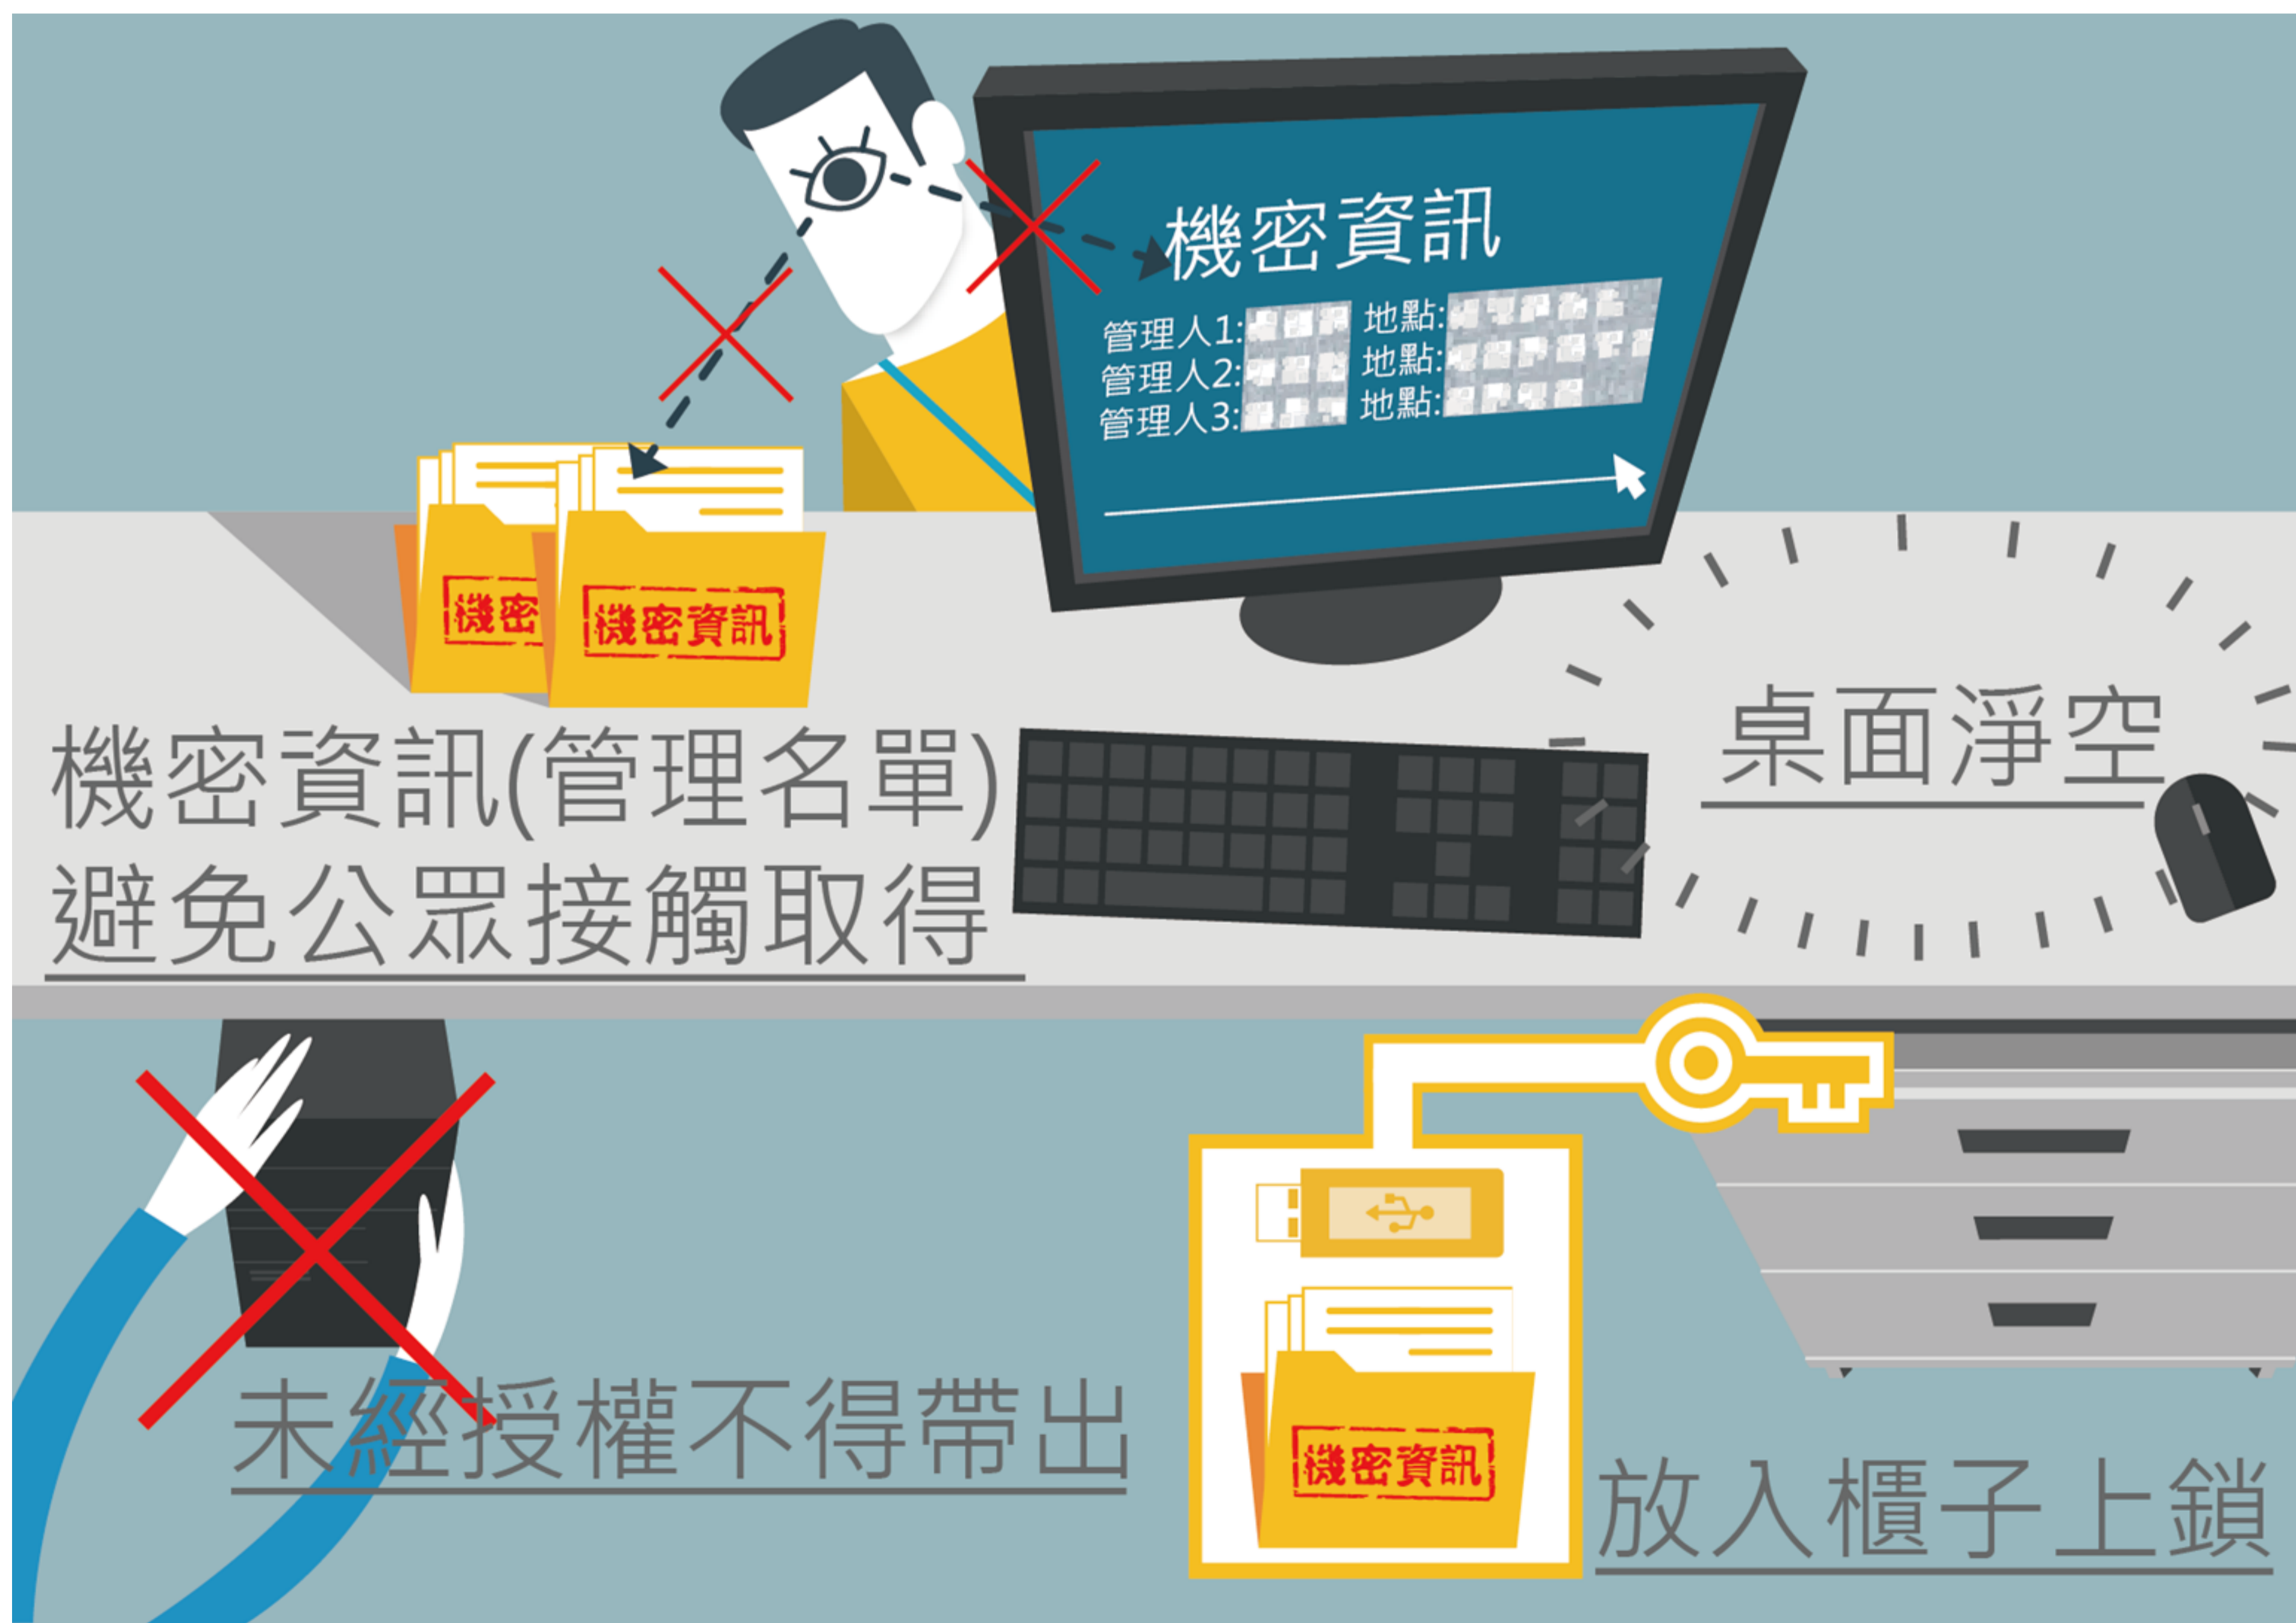 機密資訊
管理人1: 地點:
管理人2: 地點:
管理人3: 地點:
機密
機密資訊
機密資訊(管理名單)
避免公眾接觸取得
桌面淨空
未經授權不得帶出
機密資訊
放入櫃子上鎖